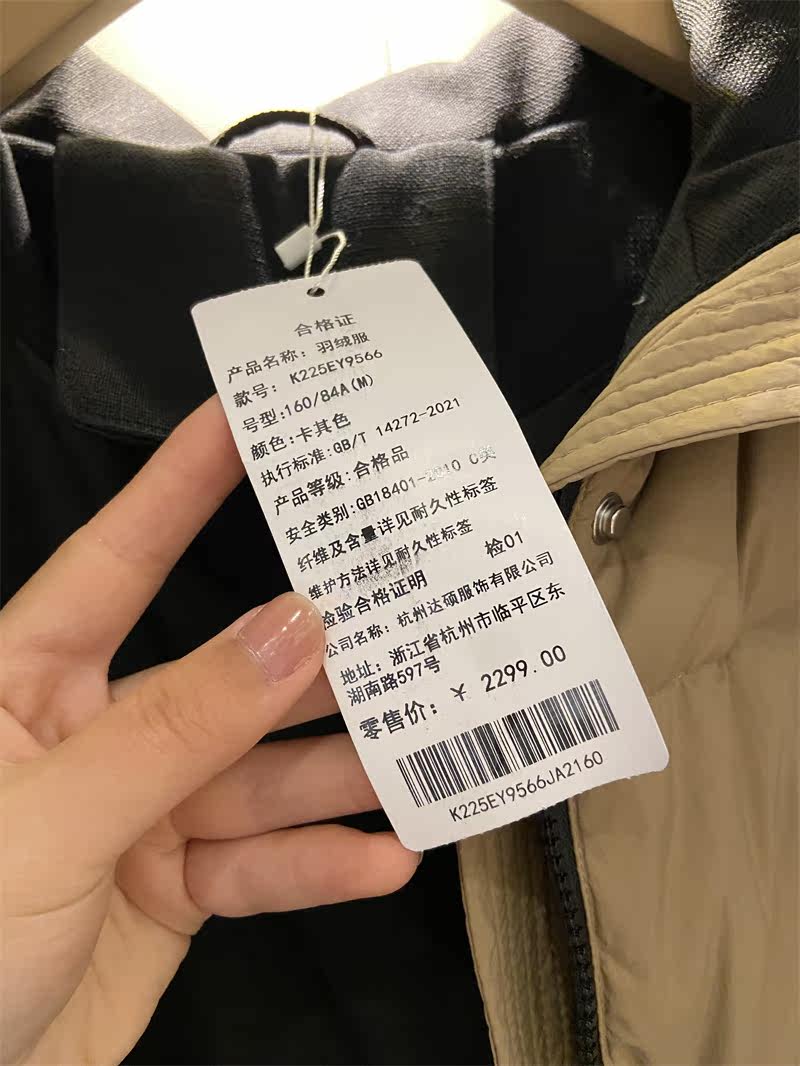 合格证
产品名称：羽绒服
款号：K225EY9566
号型:160/84A(M)
颜色:卡其色
执行标准:GB/T 14272-2021
产品等级:合格品
安全类别:GB18401-2010 C类
纤维及含量详见耐久性标签
维护方法详见耐久性标签
检验合格证明 检01
公司名称：杭州达硕服饰有限公司
地址：浙江省杭州市临平区东
湖南路597号
零售价：¥ 2299.00
K225EY9566JA2160